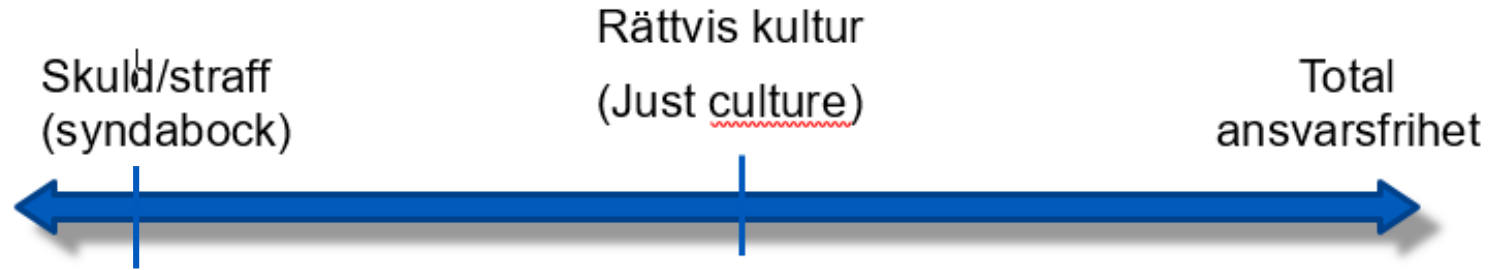 Skuld/straff
(syndabock)
Rättvis kultur
(Just culture)
Total
ansvarsfrihet